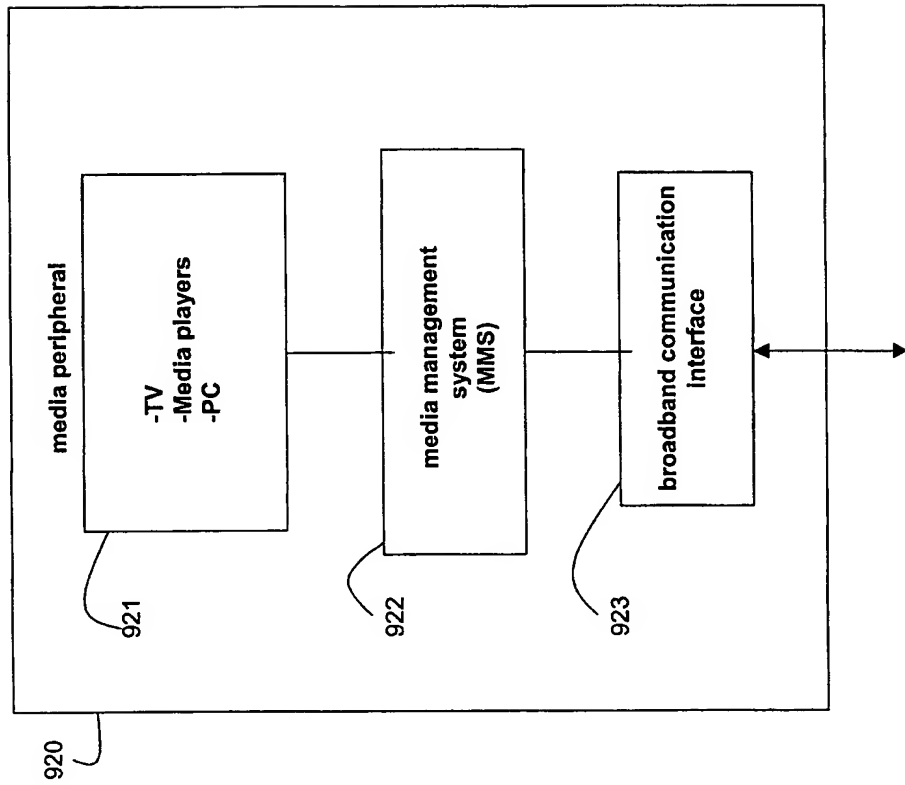 media peripheral
-TV
-Media players
-PC
media management
system
(MMS)
broadband communication
interface
921
922
923
920